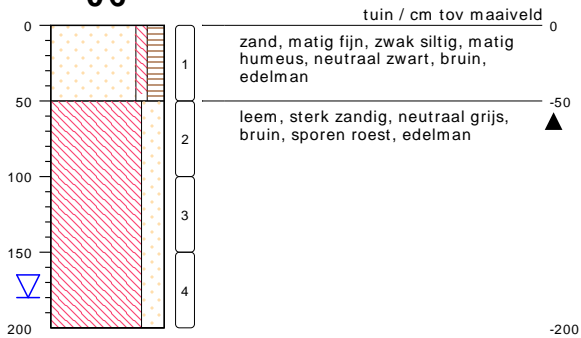 tuin / cm tov maaiveld
0
0
zand, matig fijn, zwak siltig, matig
humeus, neutraal zwart, bruin,
edelman
1
50
-50
leem, sterk zandig, neutraal grijs,
bruin, sporen roest, edelman
2
100
3
150
4
200
-200